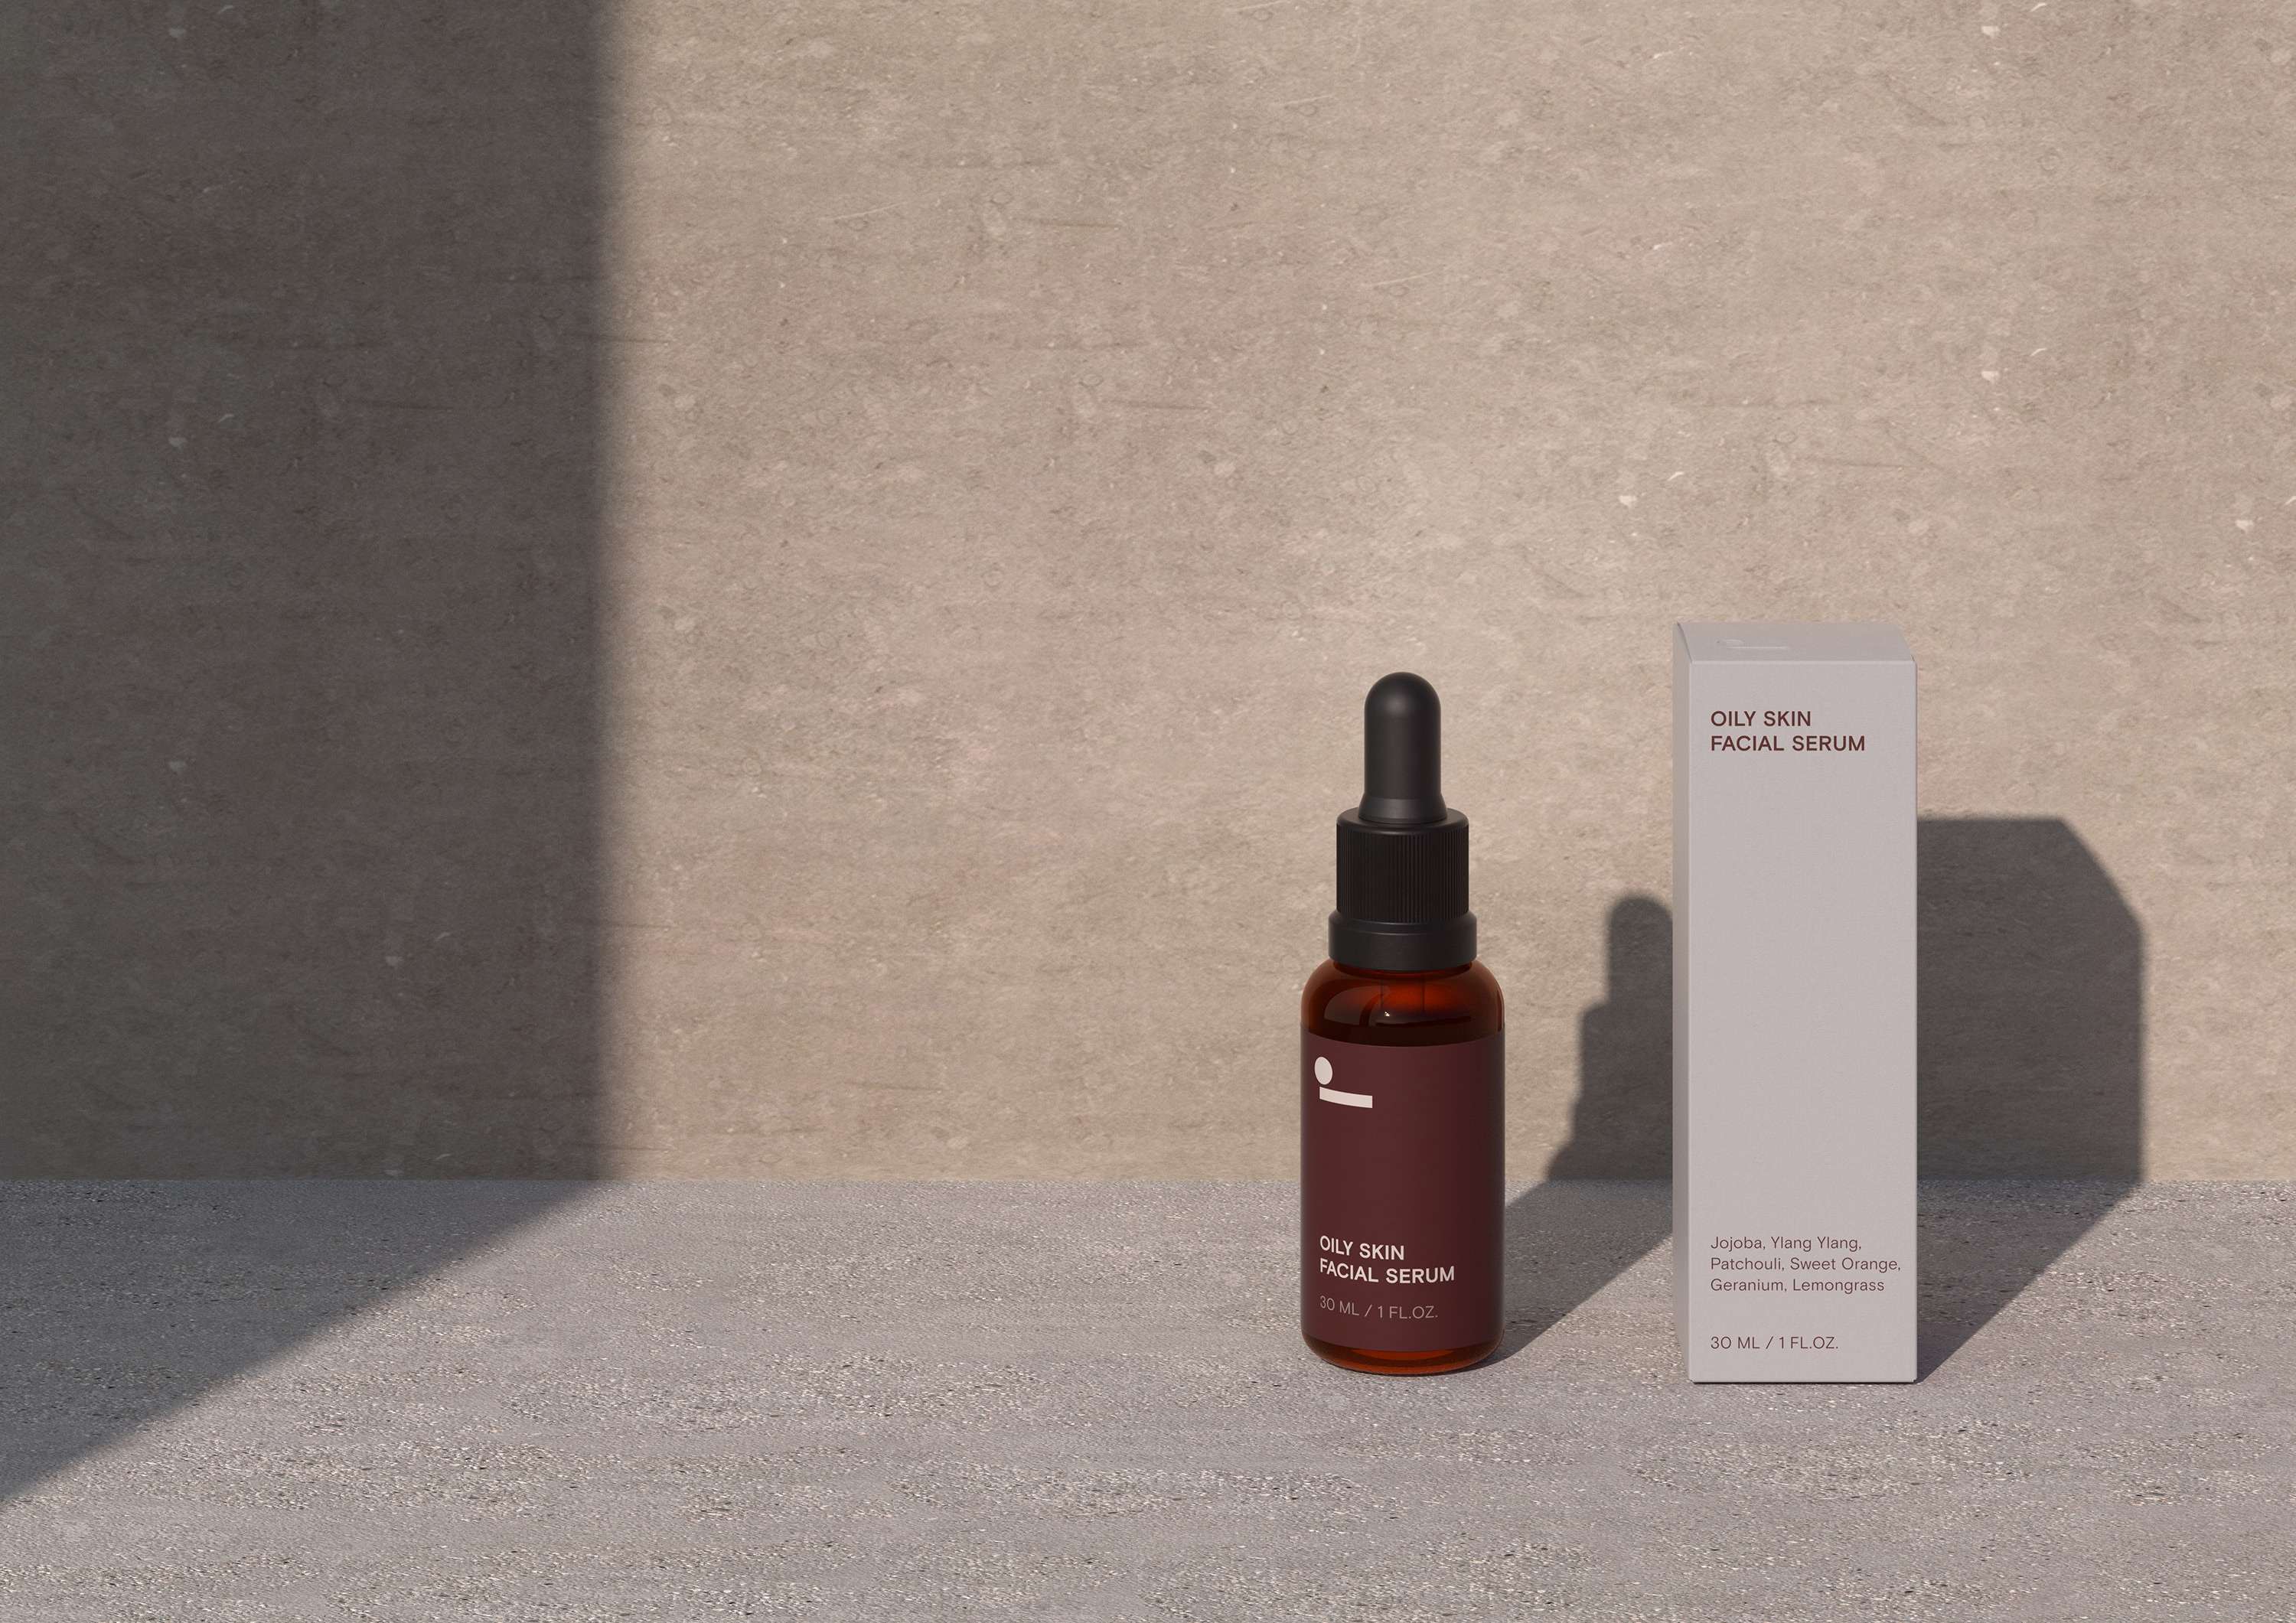 OILY SKIN
FACIAL SERUM
30 ML / 1 FL.OZ.
OILY SKIN
FACIAL SERUM
Jojoba, Ylang Ylang,
Patchouli, Sweet Orange,
Geranium, Lemongrass
30 ML / 1 FL.OZ.